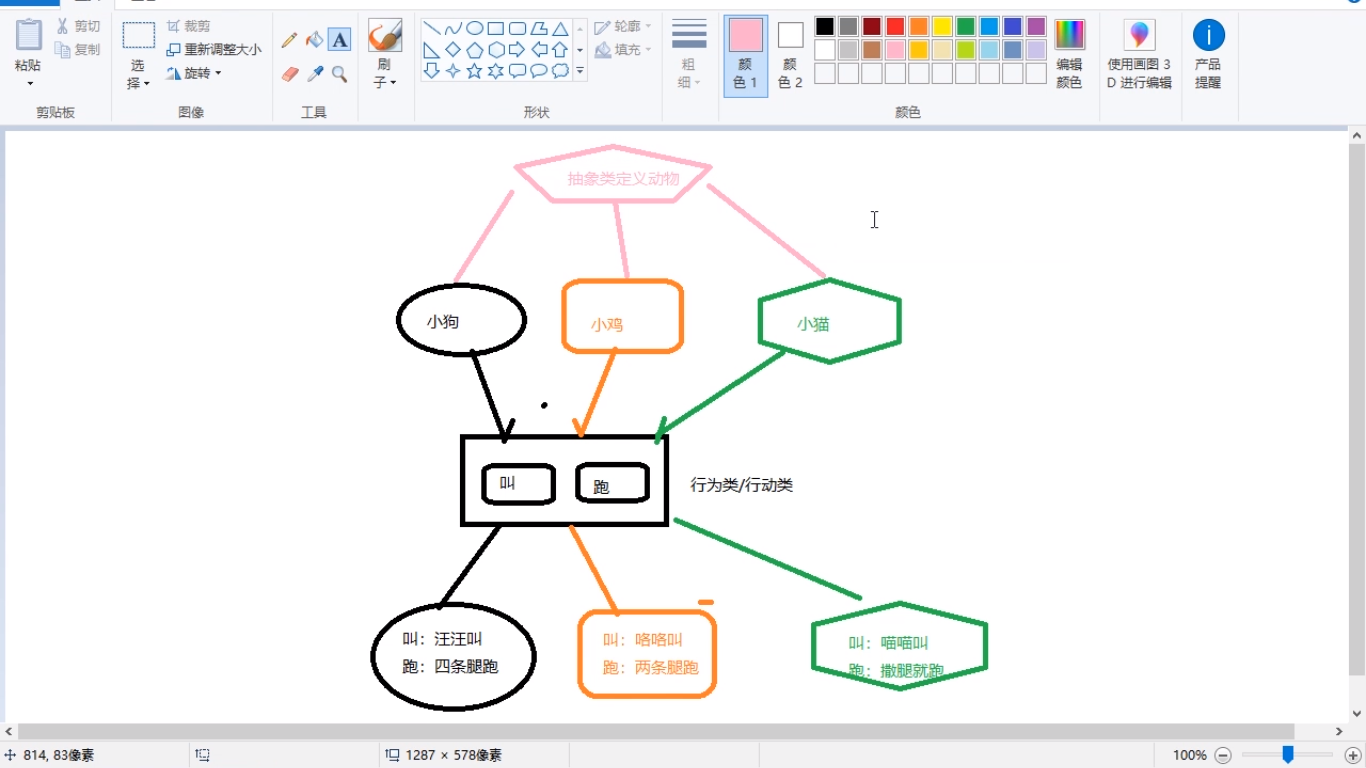 剪切
裁剪
轮廓
复制
重新调整大小
填充
粘贴
选
择
旋转
刷
子
粗
细
颜
色 1
颜
色 2
编辑
颜色
使用画图 3
D 进行编辑
产品
提醒
剪贴板
图像
工具
形状
颜色
A
抽象类定义动物
小狗
小鸡
小猫
叫
跑
行为类/行动类
叫：汪汪叫
跑：四条腿跑
叫：咯咯叫
跑：两条腿跑
叫：喵喵叫
跑：撒腿就跑
814, 83像素
1287 × 578像素
100%